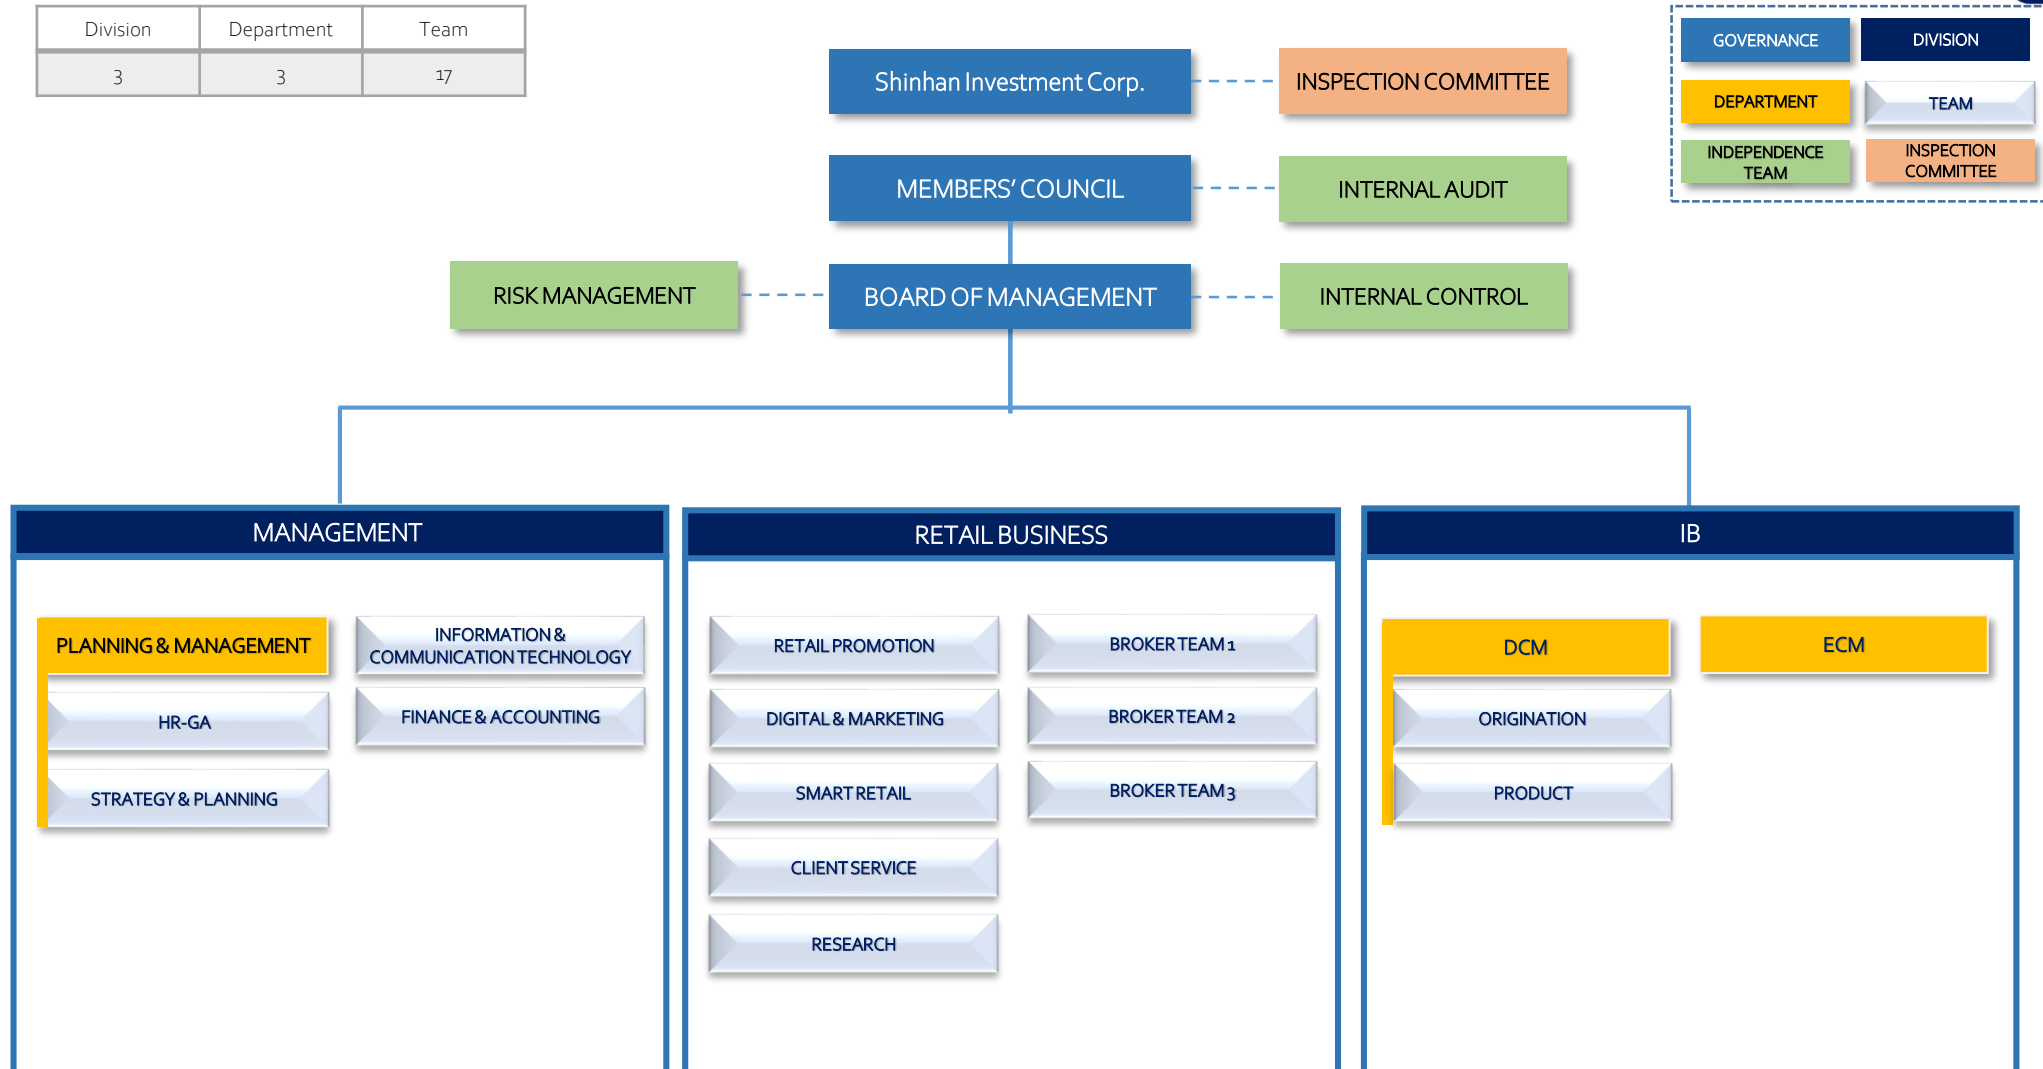 Division Department Team
3 3 17
GOVERNANCE DIVISION
DEPARTMENT TEAM
INDEPENDENCE
TEAM
INSPECTION
COMMITTEE
Shinhan Investment Corp.
INSPECTION COMMITTEE
MEMBERS' COUNCIL
INTERNAL AUDIT
RISK MANAGEMENT
BOARD OF MANAGEMENT
INTERNAL CONTROL
MANAGEMENT
PLANNING & MANAGEMENT
HR-GA
STRATEGY & PLANNING
INFORMATION &
COMMUNICATION TECHNOLOGY
FINANCE & ACCOUNTING
RETAIL BUSINESS
RETAIL PROMOTION
DIGITAL & MARKETING
SMART RETAIL
CLIENT SERVICE
RESEARCH
BROKER TEAM 1
BROKER TEAM 2
BROKER TEAM 3
IB
DCM
ORIGINATION
PRODUCT
ECM